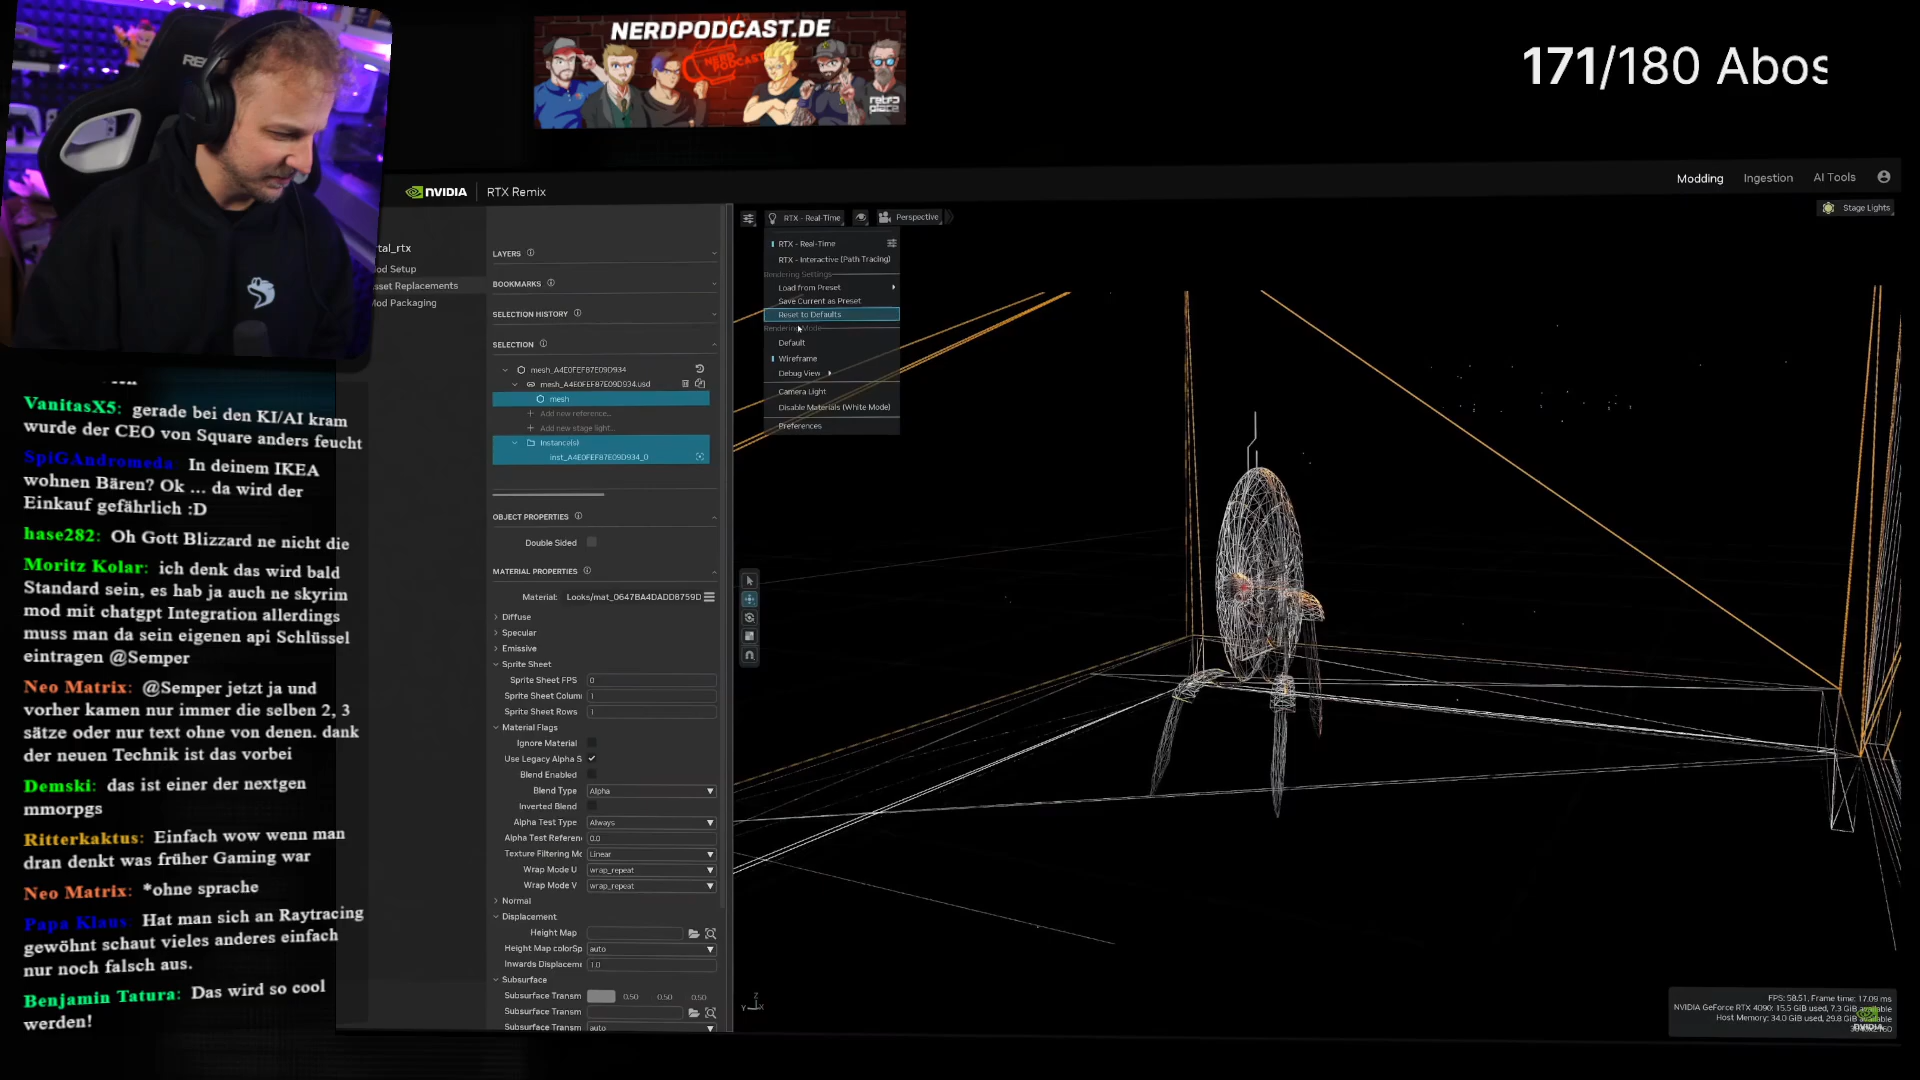 NERDPODCAST.DE
NERD
PODCAST
retro
place
171/180 Abos
NVIDIA
RTX Remix
Modding
Ingestion
AI Tools
Stage Lights
tal_rtx
od Setup
sset Replacements
Mod Packaging
LAYERS
BOOKMARKS
SELECTION HISTORY
SELECTION
mesh_A4E0FEF87E09D934
mesh_A4E0FEF87E09D934.usd
mesh
Add new reference...
Add new stage light...
Instance(s)
inst_A4E0FEF87E09D934_0
OBJECT PROPERTIES
Double Sided
MATERIAL PROPERTIES
Material: Looks/mat_0647BA4DADD8759D
Diffuse
Specular
Emissive
Sprite Sheet
Sprite Sheet FPS 0
Sprite Sheet Colum 1
Sprite Sheet Rows 1
Material Flags
Ignore Material
Use Legacy Alpha S
Blend Enabled
Blend Type Alpha
Inverted Blend
Alpha Test Type Always
Alpha Test Referen 0.0
Texture Filtering Mc Linear
Wrap Mode U wrap_repeat
Wrap Mode V wrap_repeat
Normal
Displacement
Height Map
Height Map colorSp auto
Inwards Displacem 1.0
Subsurface
Subsurface Transm 0.50 0.50 0.50
Subsurface Transm
Subsurface Transm auto
RTX - Real-Time
Perspective
RTX - Real-Time
RTX - Interactive (Path Tracing)
Rendering Settings
Load from Preset
Save Current as Preset
Reset to Defaults
Rendering Mode
Default
Wireframe
Debug View
Camera Light
Disable Materials (White Mode)
Preferences
Z
Y
X
FPS: 58.51, Frame time: 17.09 ms
NVIDIA GeForce RTX 4090: 15.5 GiB used, 7.3 GiB available
Host Memory: 34.0 GiB used, 29.8 GiB available
VanitasX5: gerade bei den KI/AI kram
wurde der CEO von Square anders feucht
SpiGAndromeda: In deinem IKEA
wohnen Bären? Ok ... da wird der
Einkauf gefährlich :D
hase282: Oh Gott Blizzard ne nicht die
Moritz Kolar: ich denk das wird bald
Standard sein, es hab ja auch ne skyrim
mod mit chatgpt Integration allerdings
muss man da sein eigenen api Schlüssel
eintragen @Semper
Neo Matrix: @Semper jetzt ja und
vorher kamen nur immer die selben 2, 3
sätze oder nur text ohne von denen. dank
der neuen Technik ist das vorbei
Demski: das ist einer der nextgen
mmorpgs
Ritterkaktus: Einfach wow wenn man
dran denkt was früher Gaming war
Neo Matrix: *ohne sprache
Papa Klaus: Hat man sich an Raytracing
gewöhnt schaut vieles anderes einfach
nur noch falsch aus.
Benjamin Tatura: Das wird so cool
werden!